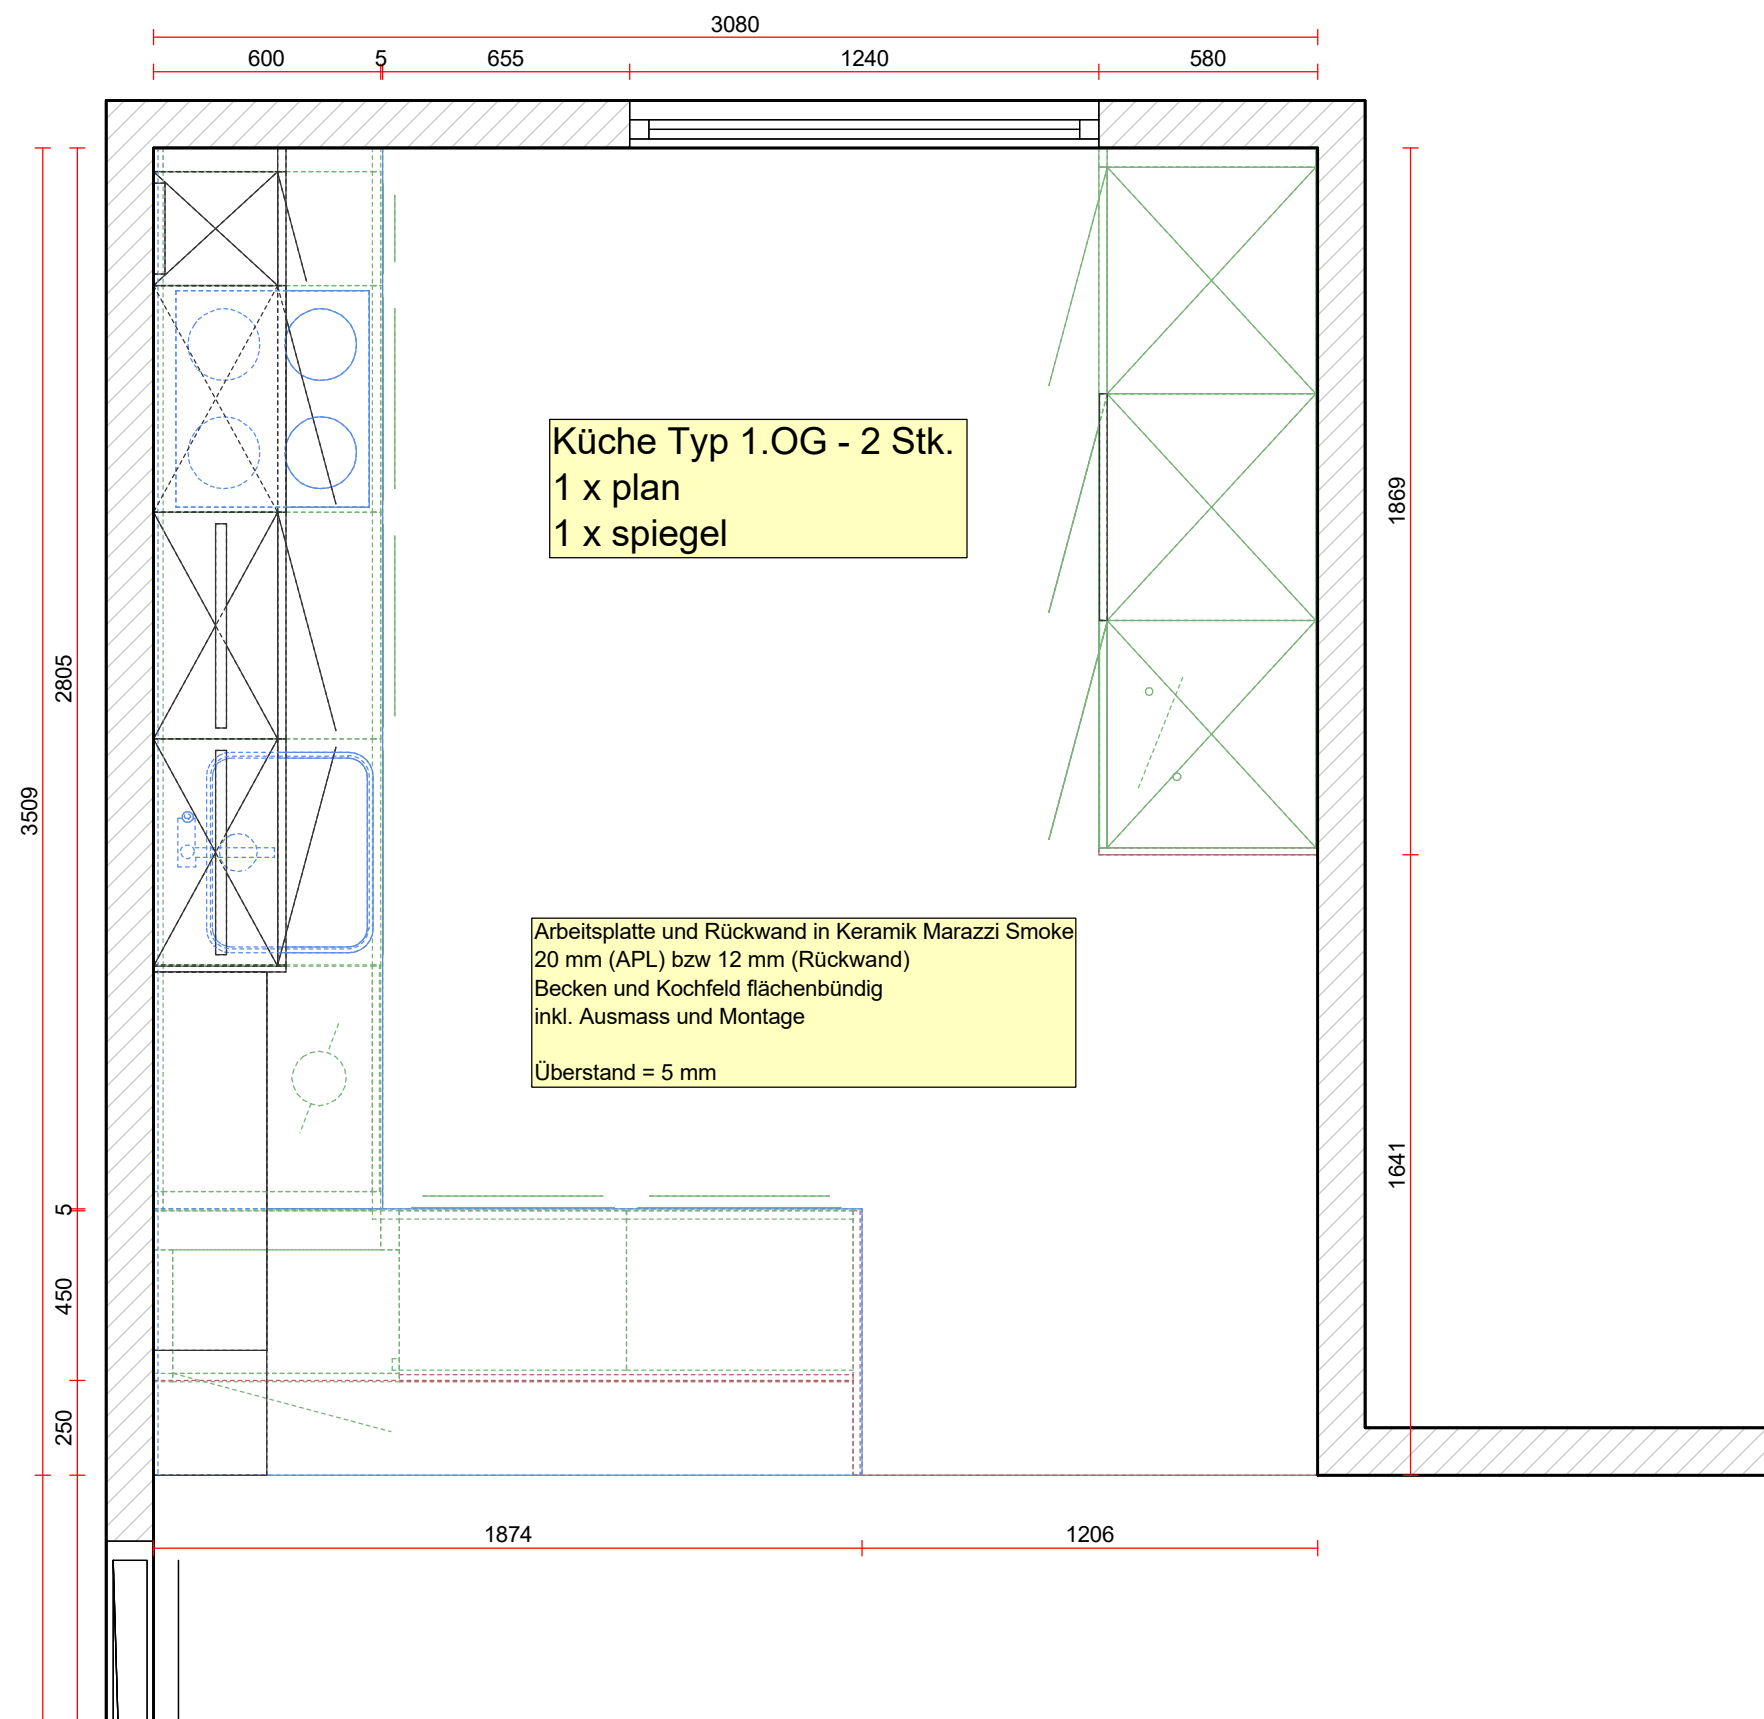 3080
600 5 655 1240 580
Küche Typ 1.OG - 2 Stk.
1 x plan
1 x spiegel
1869
2805
3509
Arbeitsplatte und Rückwand in Keramik Marazzi Smoke
20 mm (APL) bzw 12 mm (Rückwand)
Becken und Kochfeld flächenbündig
inkl. Ausmass und Montage
Überstand = 5 mm
1641
5
450
250
1874 1206